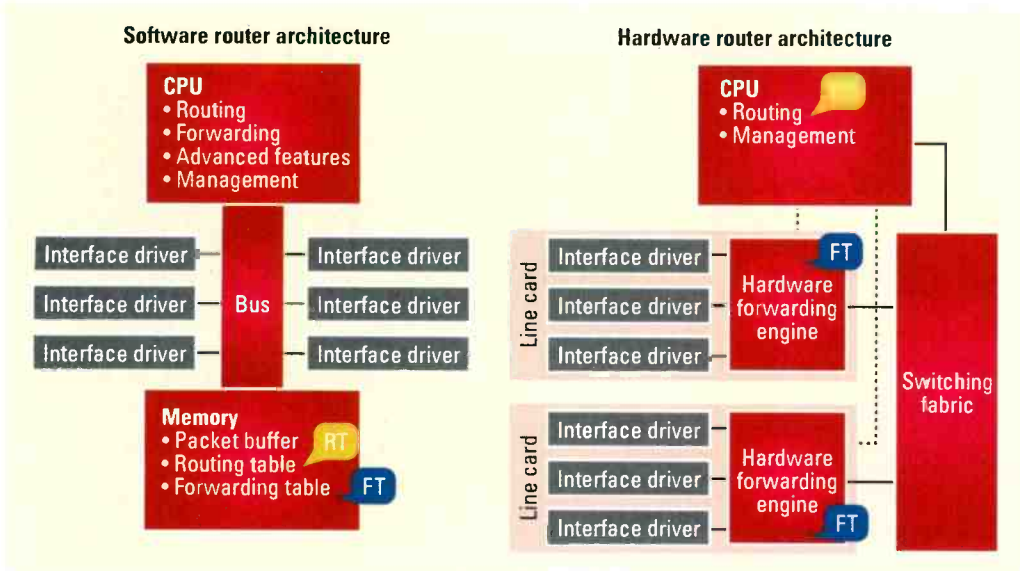 Software router architecture
CPU
• Routing
• Forwarding
• Advanced features
• Management
Interface driver
Interface driver
Interface driver
Bus
Interface driver
Interface driver
Interface driver
Memory
• Packet buffer
• Routing table
• Forwarding table
RT
FT
Hardware router architecture
CPU
• Routing
• Management
Line card
Interface driver
Interface driver
Interface driver
FT
Hardware
forwarding
engine
Line card
Interface driver
Interface driver
Interface driver
Hardware
forwarding
engine
FT
Switching
fabric